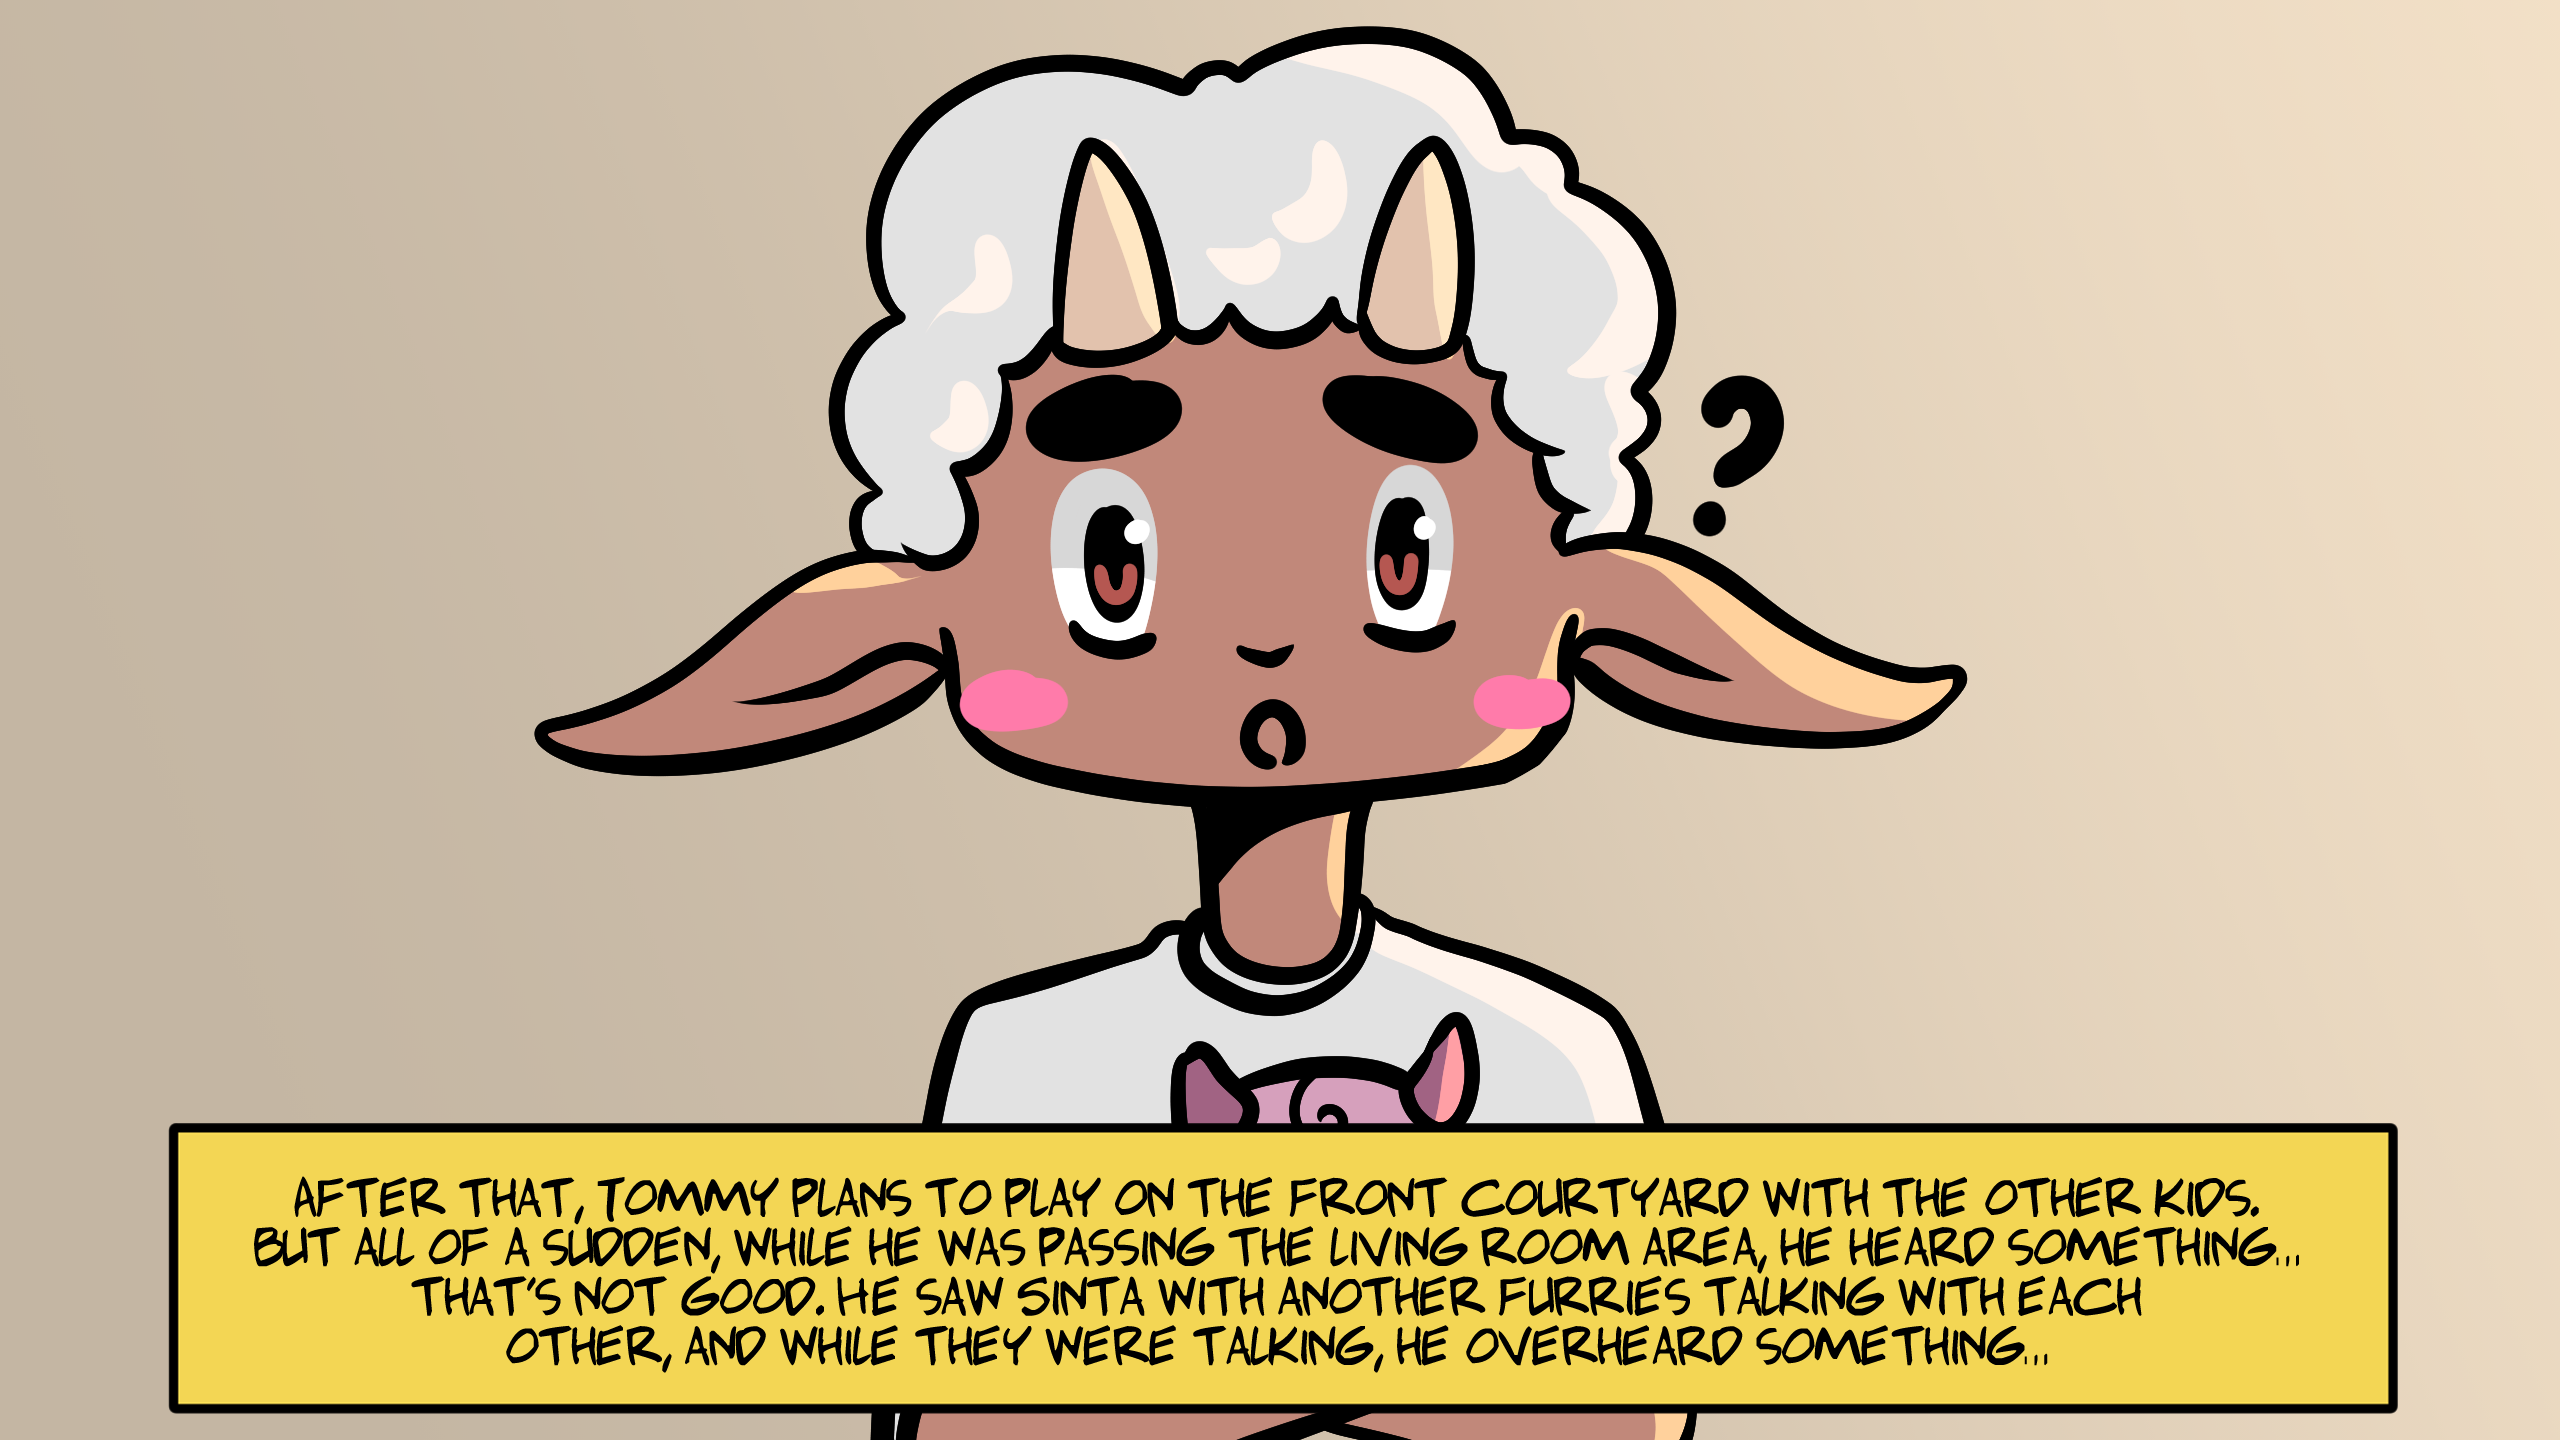 ?
AFTER THAT, TOMMY PLANS TO PLAY ON THE FRONT COURTYARD WITH THE OTHER KIDS.
BUT ALL OF A SUDDEN, WHILE HE WAS PASSING THE LIVING ROOM AREA, HE HEARD SOMETHING...
THAT'S NOT GOOD. HE SAW SINTA WITH ANOTHER FURRIES TALKING WITH EACH
OTHER, AND WHILE THEY WERE TALKING, HE OVERHEARD SOMETHING...